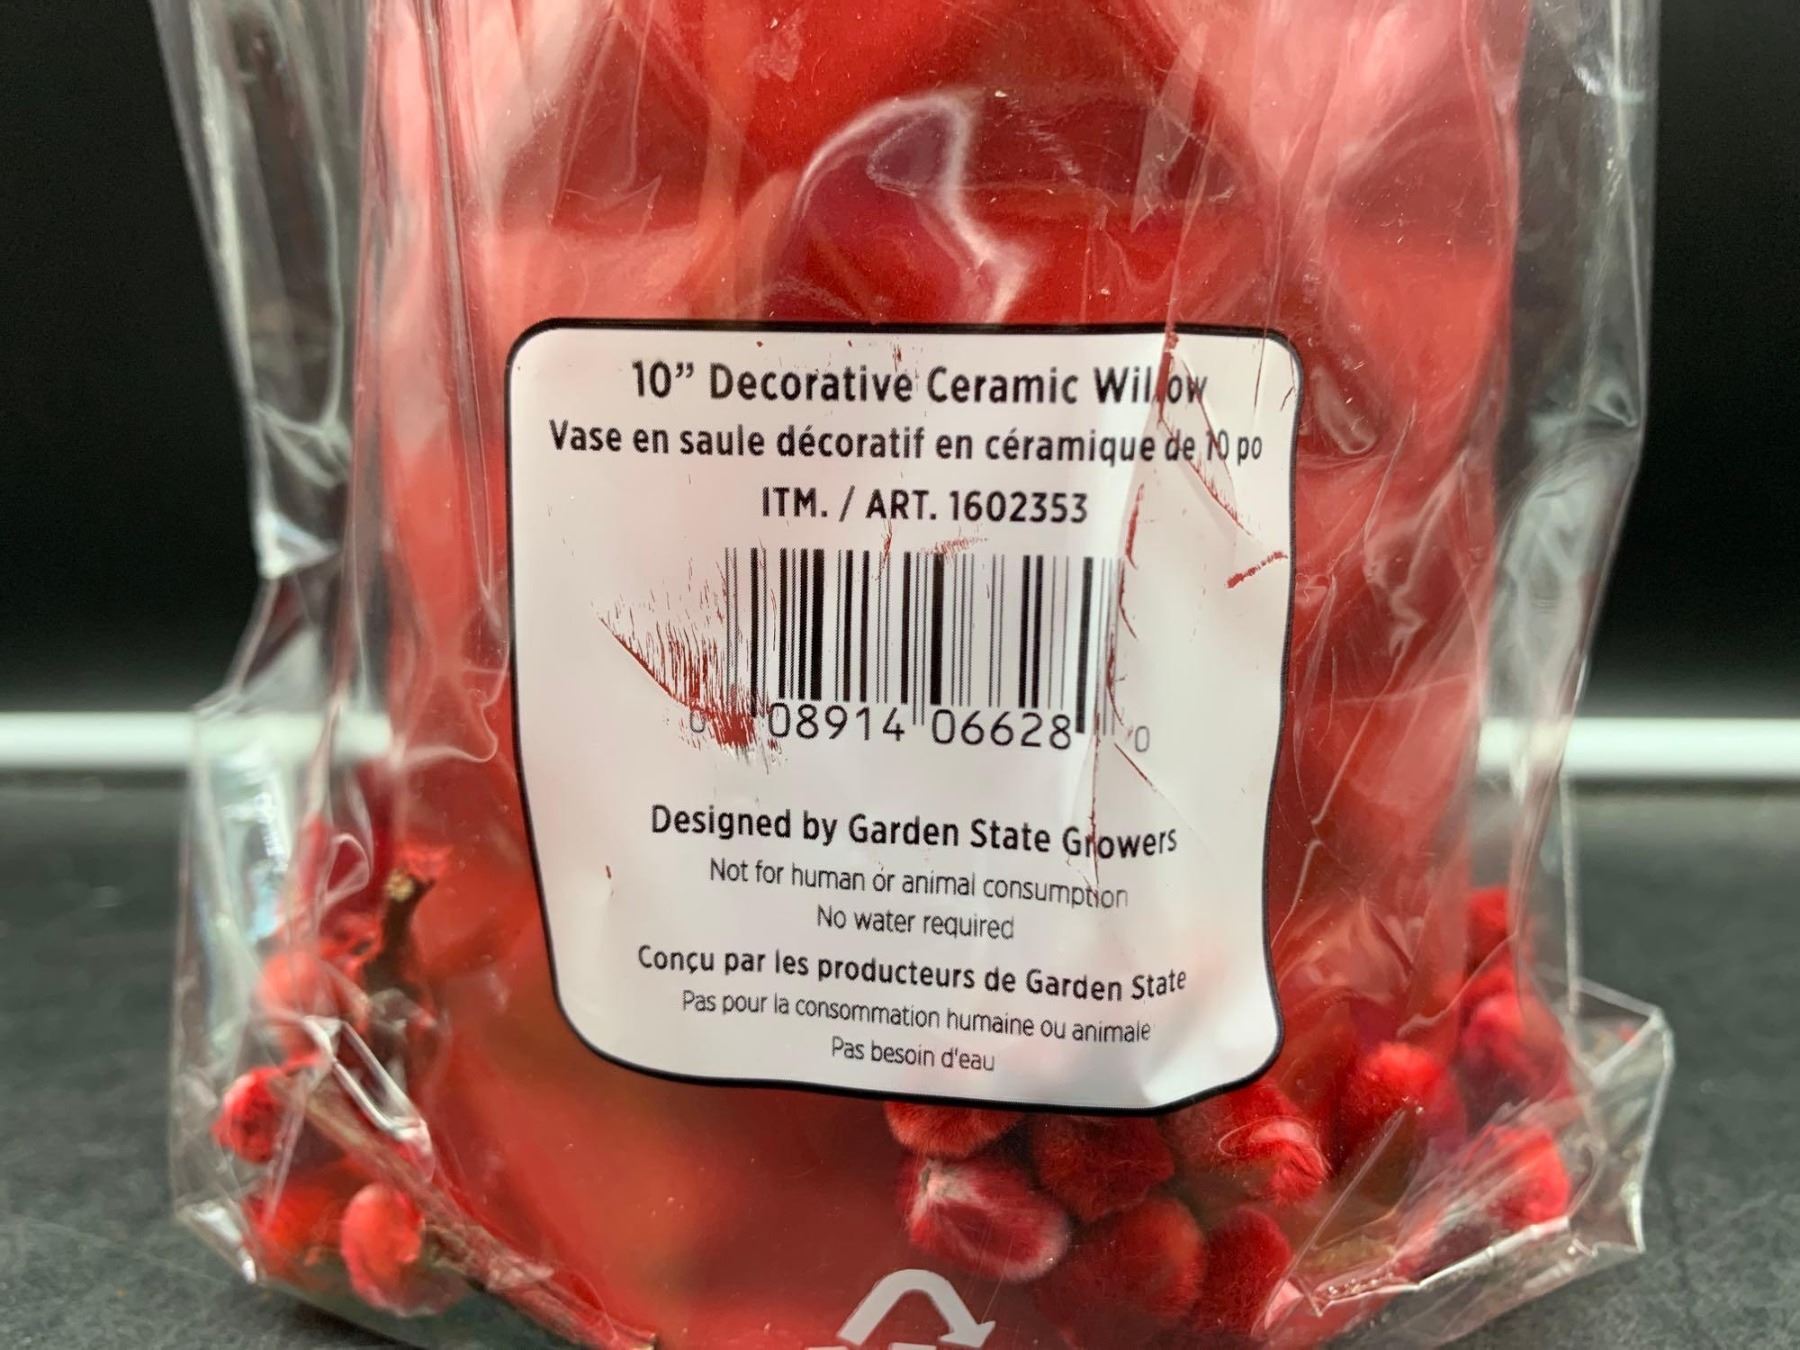 10” Decorative Ceramic Willow
Vase en saule décoratif en céramique de 10 po
ITM. / ART. 1602353
0 08914 06628 0
Designed by Garden State Growers
Not for human or animal consumption
No water required
Conçu par les producteurs de Garden State
Pas pour la consommation humaine ou animale
Pas besoin d'eau